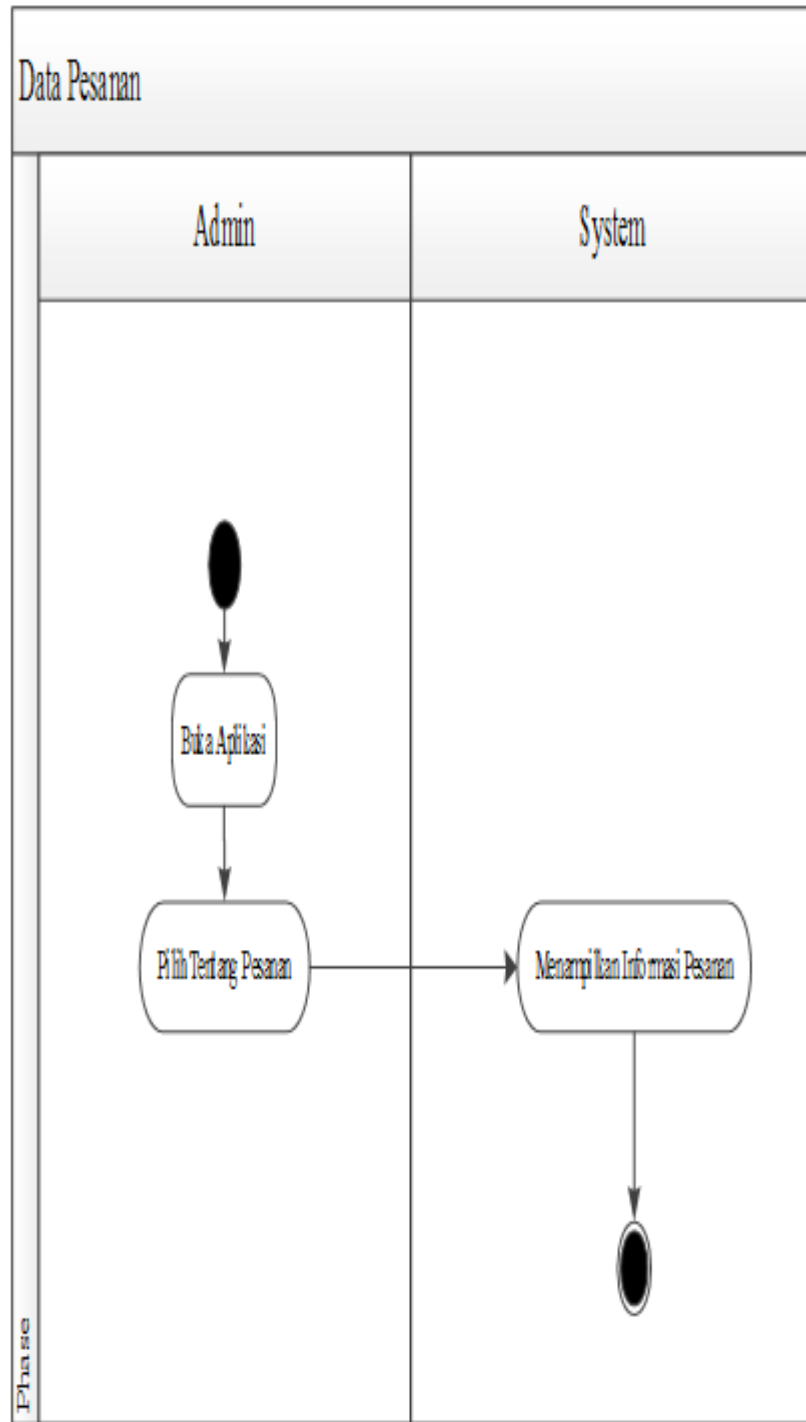 Data Pesanan
Admin
System
Buka Aplikasi
Pilih Tentang Pesanan
Menampilkan Informasi Pesanan
Phase